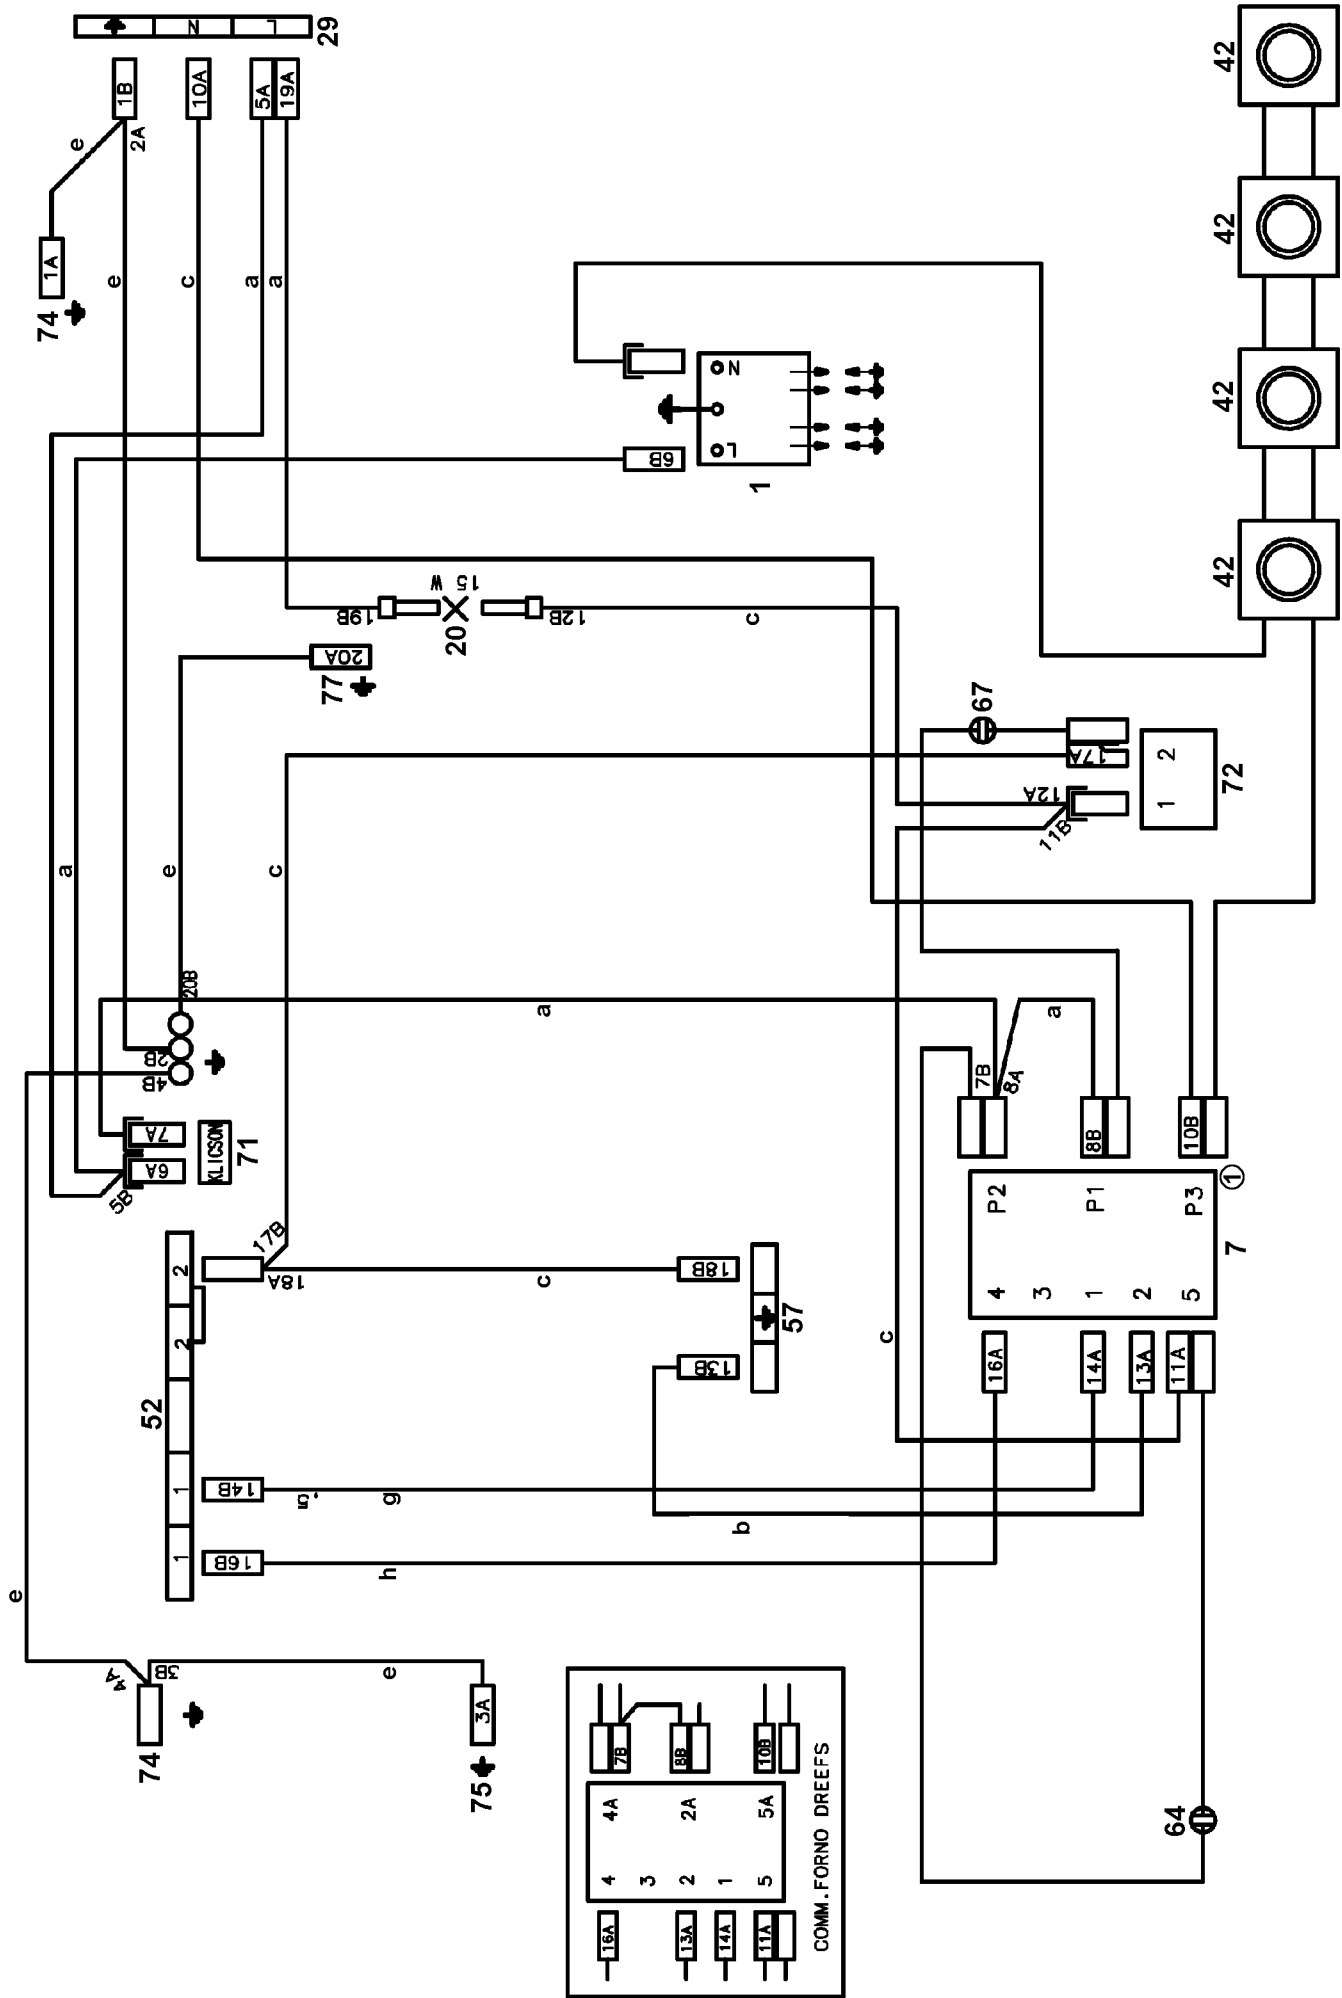 N
L
29
1B
10A
5A
19A
2A
e
1A
74
e
c
a
a
42
42
42
42
N
L
6B
1
19B
15 W
20
12B
c
20A
77
67
17A
12A
11B
1
2
72
a
e
c
20B
2B
4B
a
a
7B
8A
7A
6A
5B
KLICSON
71
8B
10B
17B
18A
2
2
52
1
1
c
18B
13B
57
P2
P1
P3
4
3
1
2
5
7
1
16A
14A
13A
11A
c
14B
5,
g
b
16B
h
e
4A
3B
e
74
3A
75
64
7B
8B
10B
4A
2A
5A
4
3
2
1
5
16A
13A
14A
11A
COMM.FORNO DREEFS